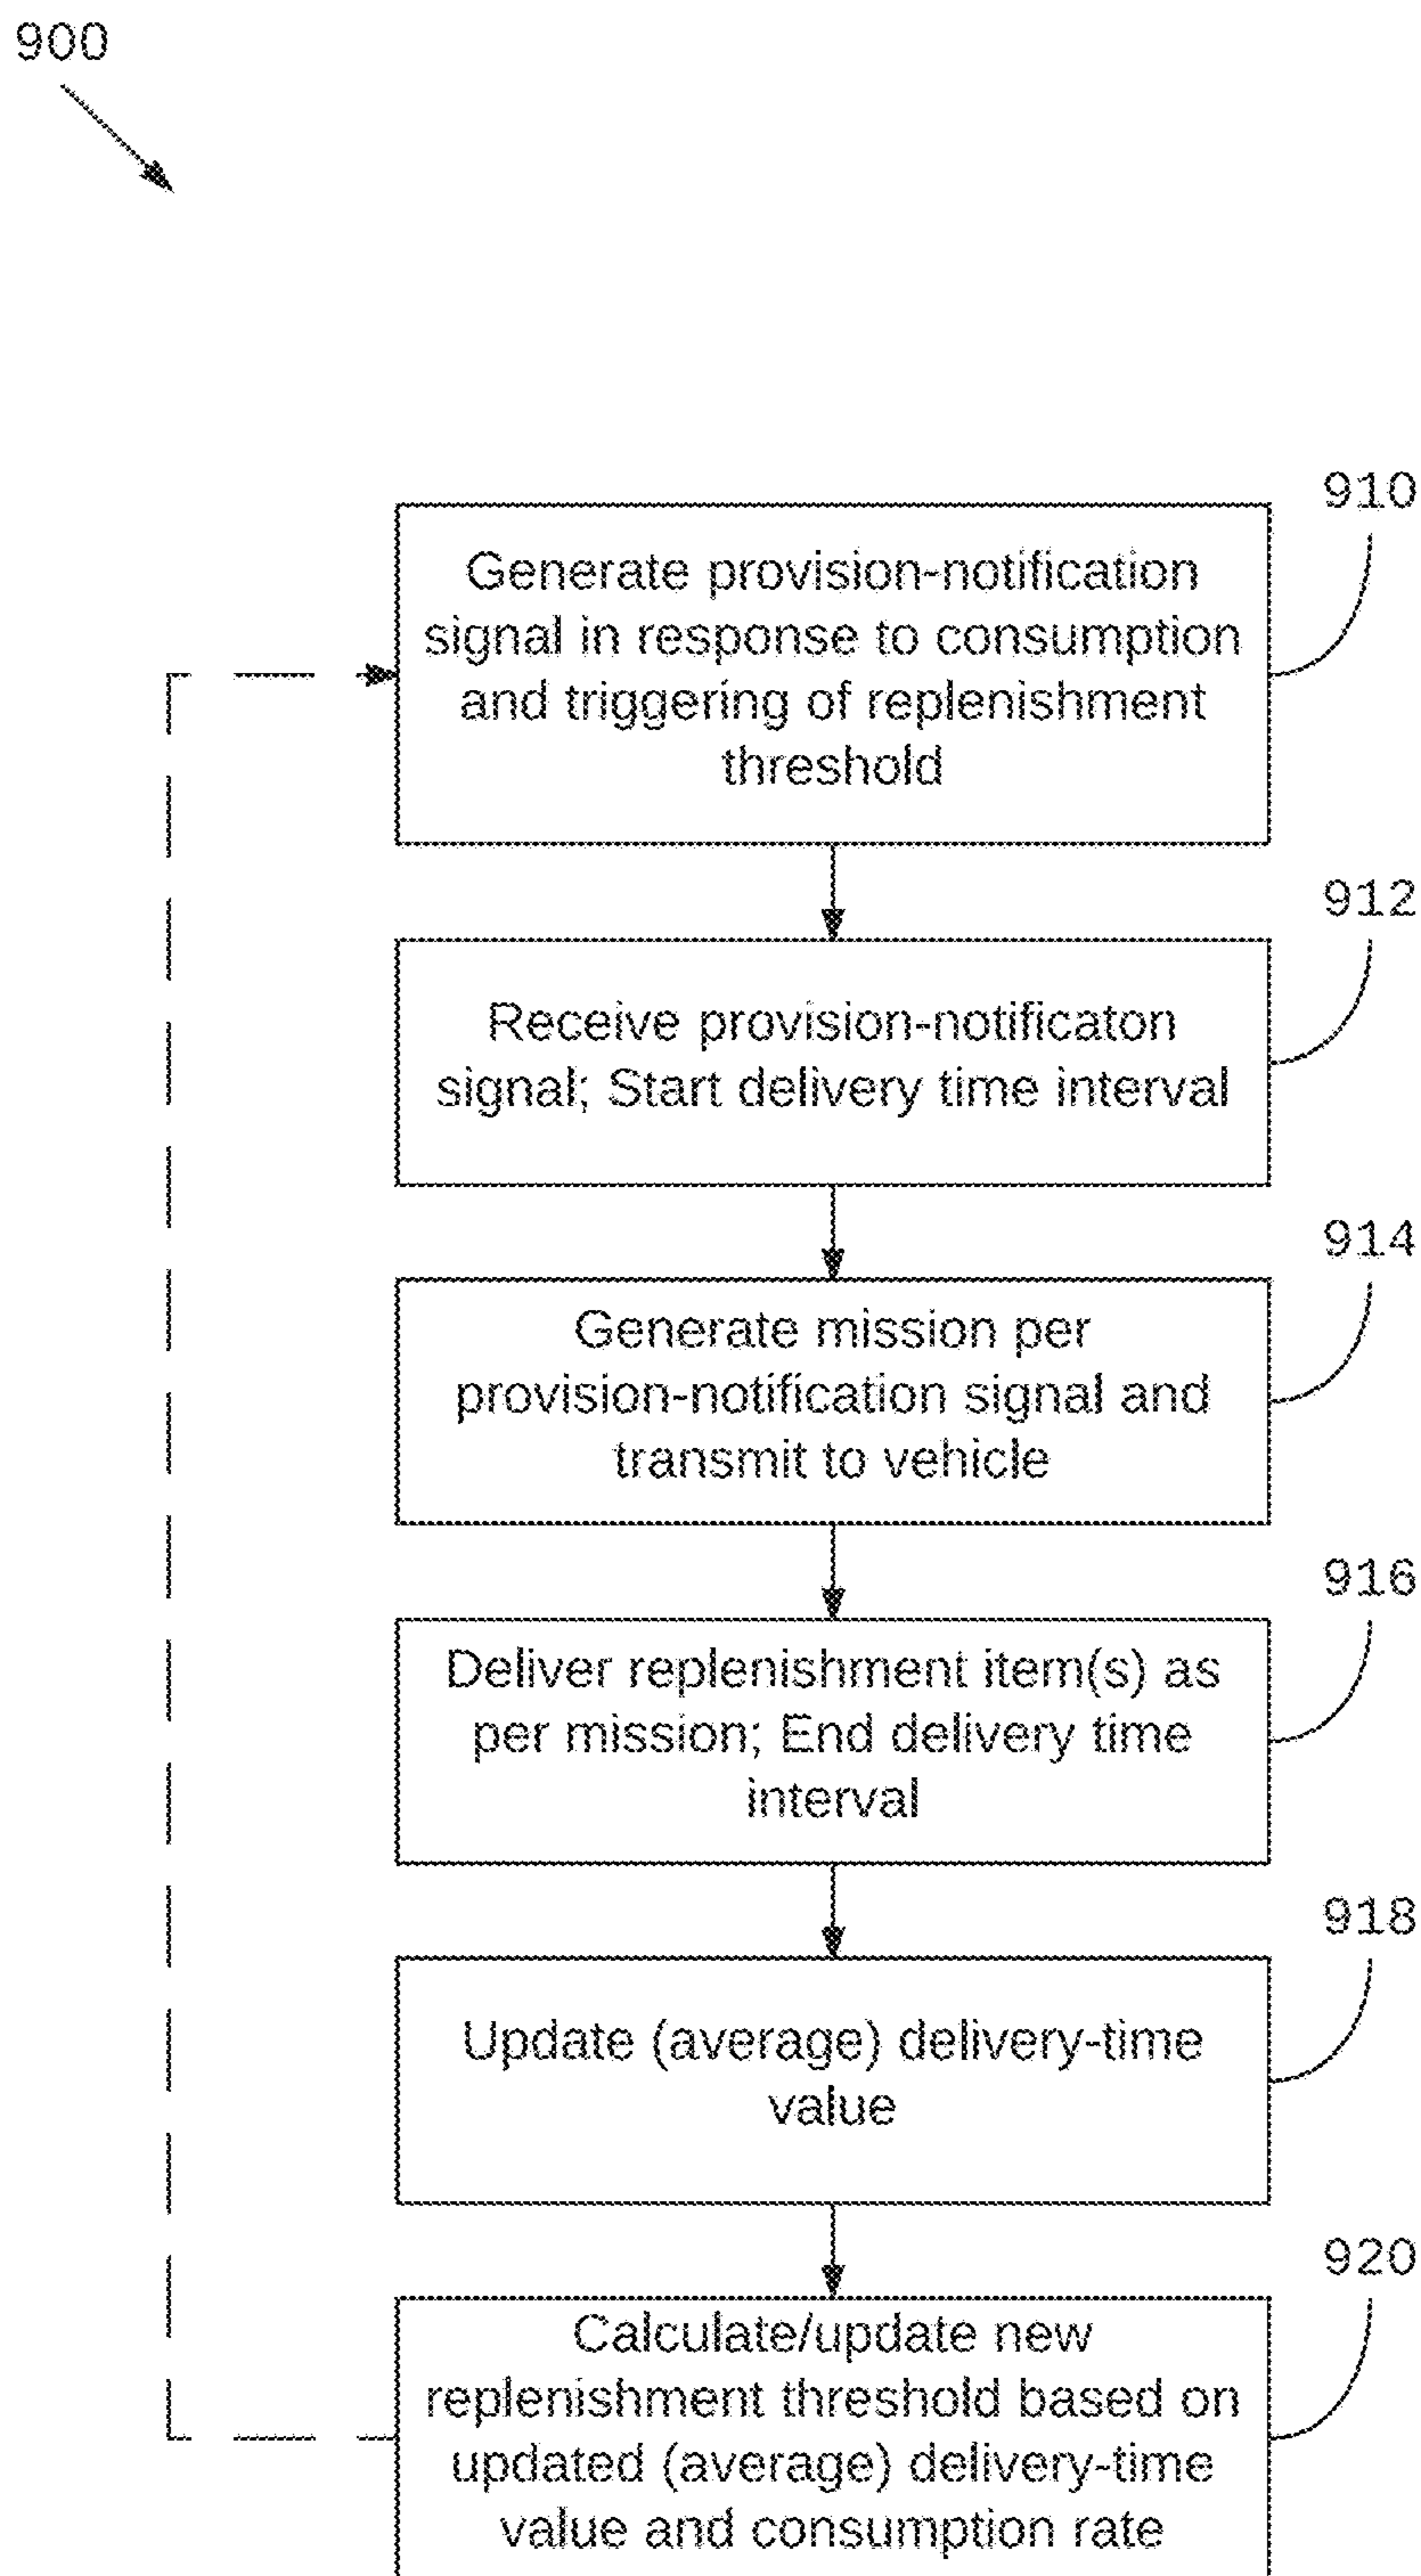 900
910
Generate provision-notification
signal in response to consumption
and triggering of replenishment
threshold
912
Receive provision-notificaton
signal; Start delivery time interval
914
Generate mission per
provision-notification signal and
transmit to vehicle
916
Deliver replenishment item(s) as
per mission; End delivery time
interval
918
Update (average) delivery-time
value
920
Calculate/update new
replenishment threshold based on
updated (average) delivery-time
value and consumption rate